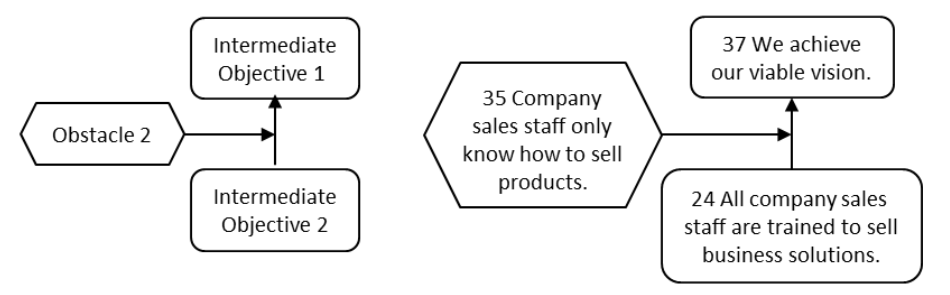 Intermediate
Objective 1
Obstacle 2
Intermediate
Objective 2
37 We achieve
our viable vision.
35 Company
sales staff only
know how to sell
products.
24 All company sales
staff are trained to sell
business solutions.